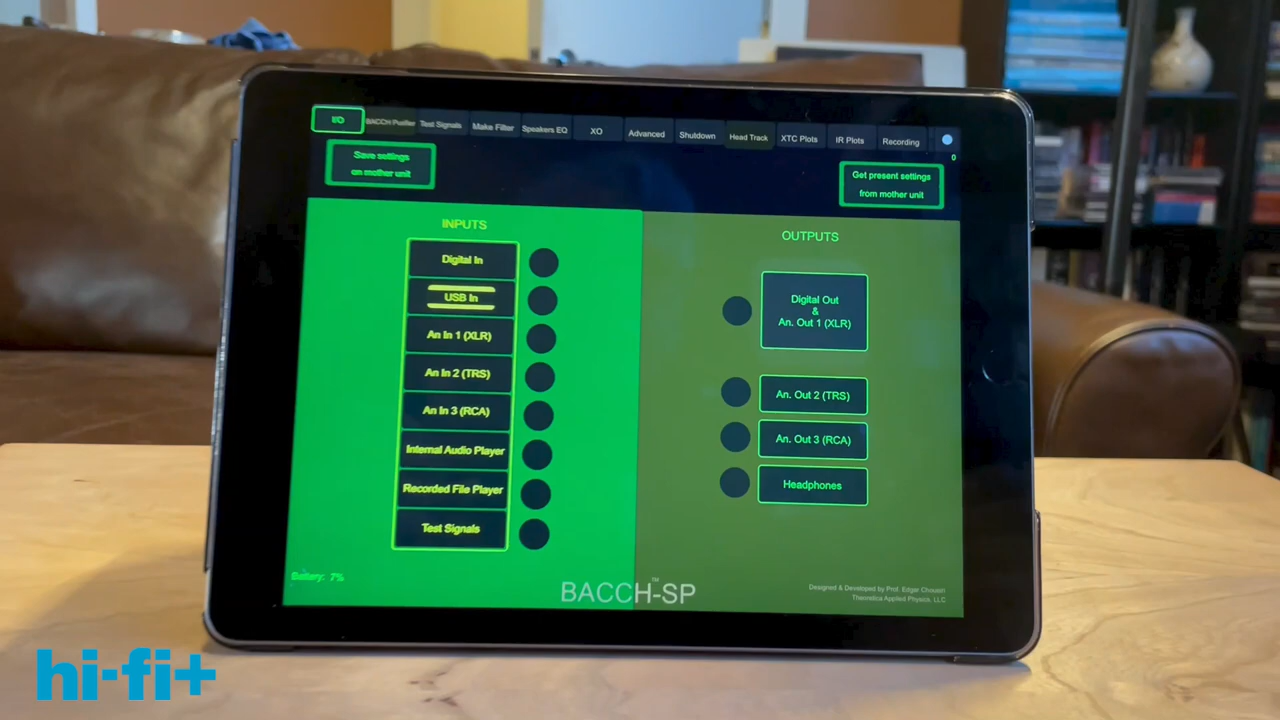 I/O
BACCH Purifier
Test Signals
Make Filter
Speakers EQ
XO
Advanced
Shutdown
Head Track
XTC Plots
IR Plots
Recording
0
Save settings
on mother unit
Get present settings
from mother unit
INPUTS
Digital In
USB In
An In 1 (XLR)
An In 2 (TRS)
An In 3 (RCA)
Internal Audio Player
Recorded File Player
Test Signals
OUTPUTS
Digital Out
&
An. Out 1 (XLR)
An. Out 2 (TRS)
An. Out 3 (RCA)
Headphones
Battery: 7%
BACCH-SP™
Designed & Developed by Prof. Edgar Choueiri
Theoretica Applied Physics, LLC
hi-fi+